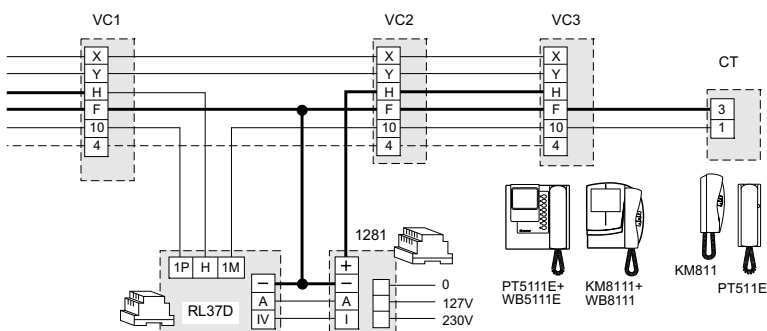 VC1 VC2 VC3
CT
X X X
Y Y Y
H H H
F F F 3
10 10 10 1
4 4 4
1281
1P H 1M +
– – 0
RL37D A A 127V
IV I 230V
KM811
PT511E
PT5111E+ KM8111+
WB5111E WB8111